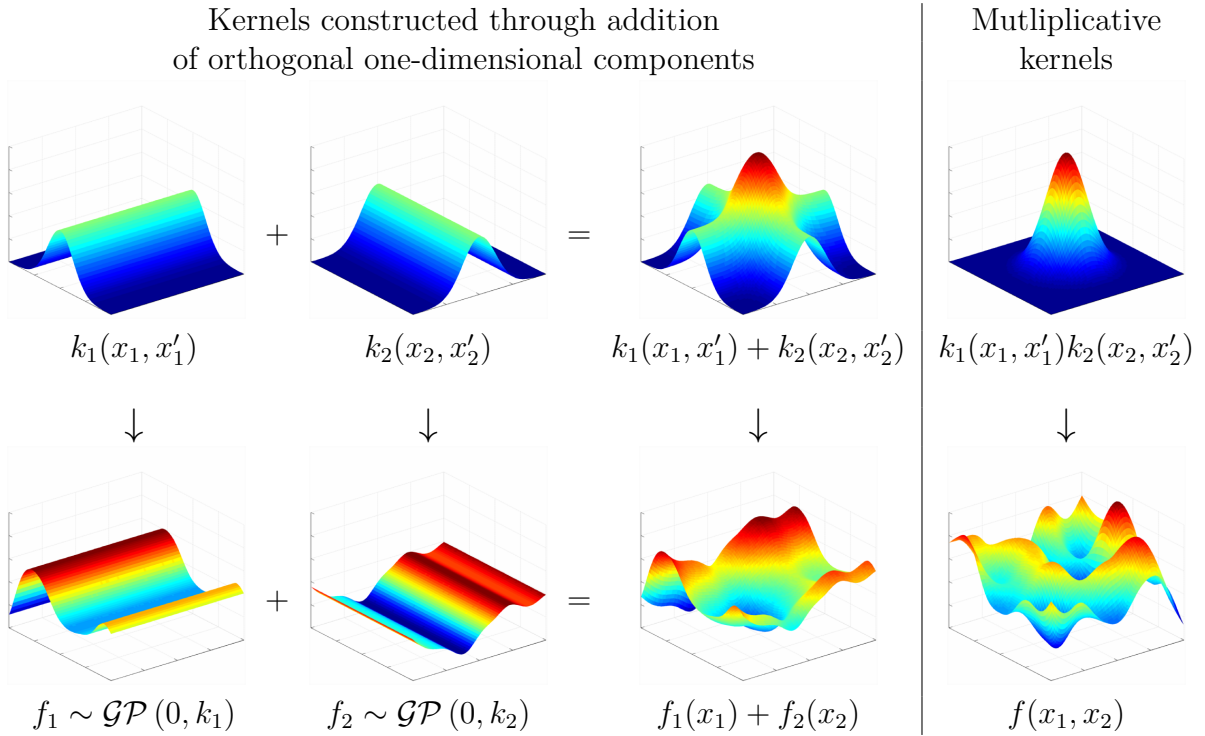 Kernels constructed through addition
of orthogonal one-dimensional components
Mutliplicative
kernels
+
=
k₁(x₁, x′₁)
k₂(x₂, x′₂)
k₁(x₁, x′₁) + k₂(x₂, x′₂)
k₁(x₁, x′₁)k₂(x₂, x′₂)
↓ ↓ ↓ ↓
+
=
f₁ ∼ 𝒢𝒫 (0, k₁)
f₂ ∼ 𝒢𝒫 (0, k₂)
f₁(x₁) + f₂(x₂)
f(x₁, x₂)